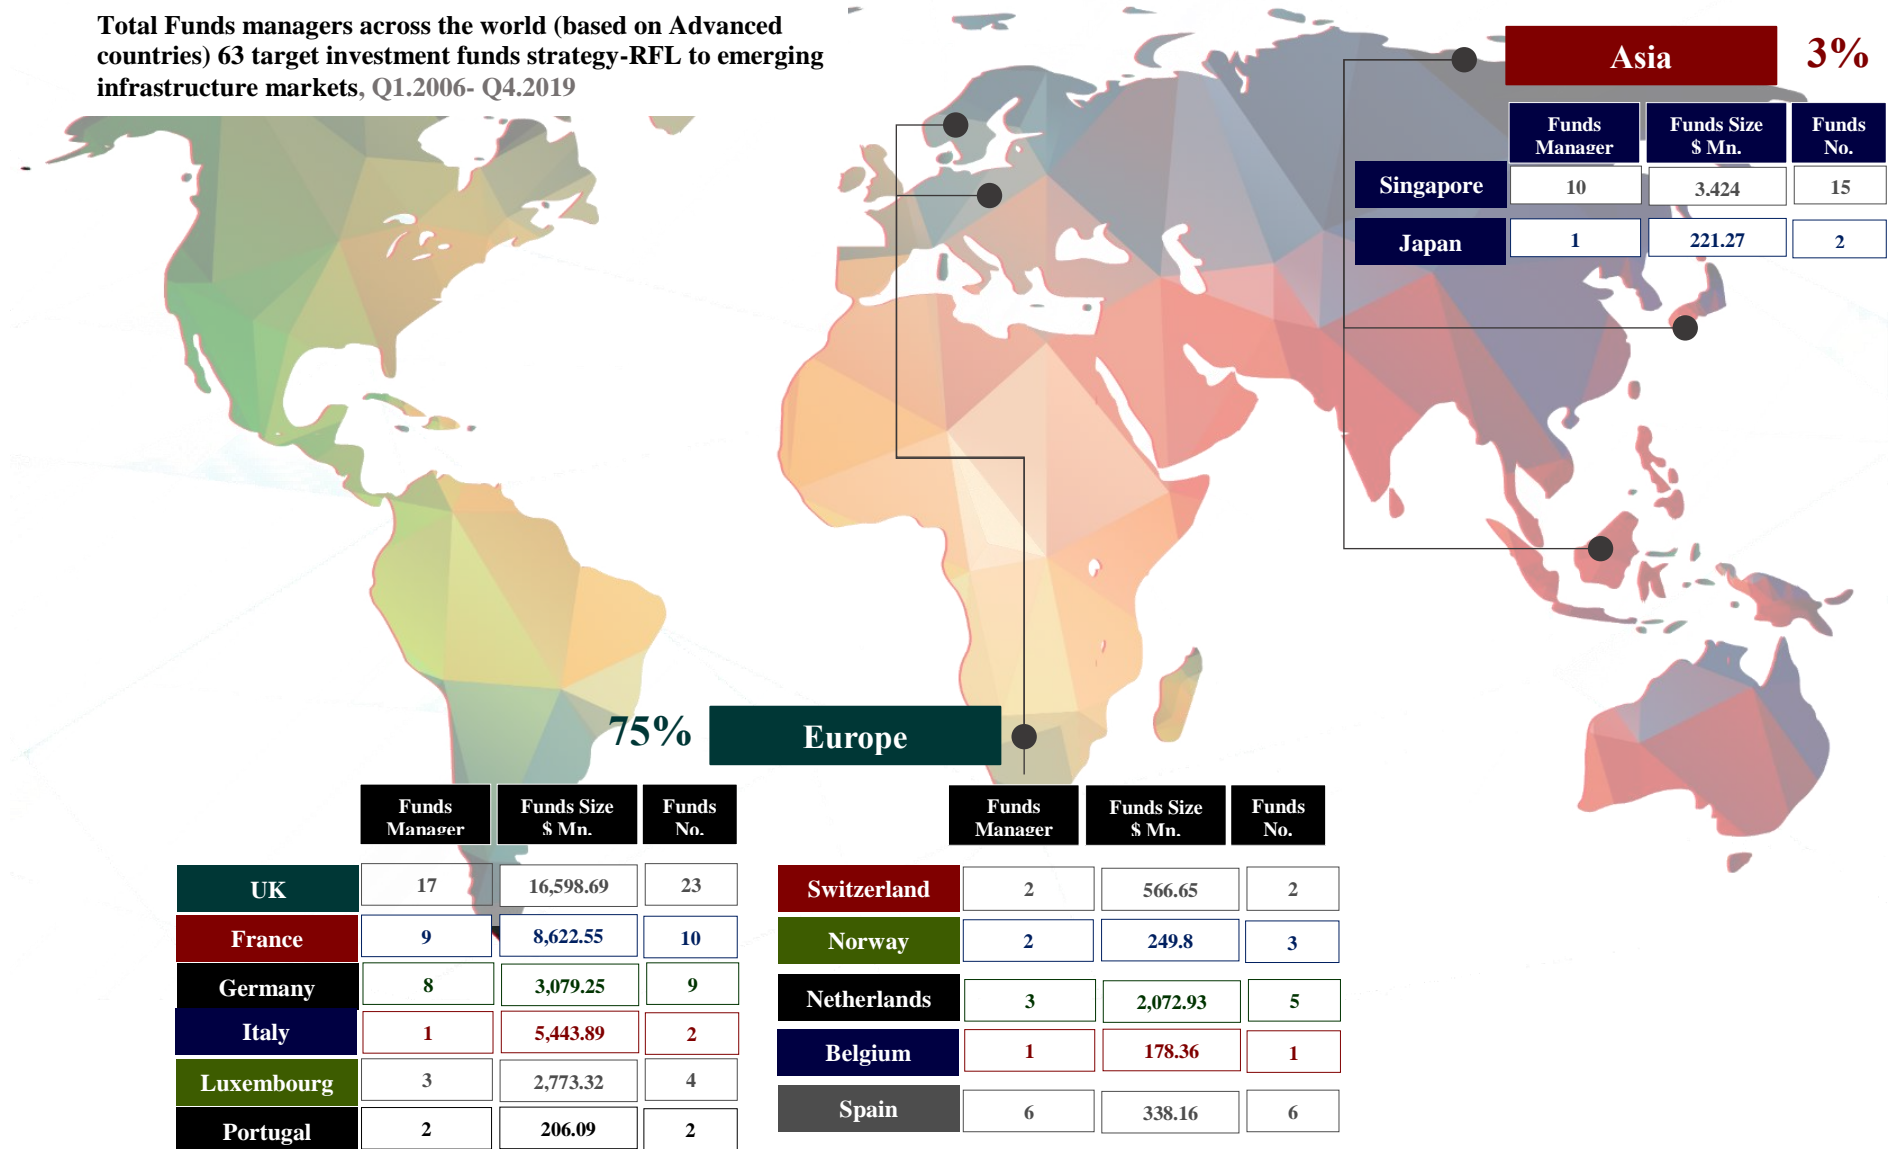 Total Funds managers across the world (based on Advanced
countries) 63 target investment funds strategy-RFL to emerging
infrastructure markets, Q1.2006- Q4.2019
Asia 3%
Funds Manager Funds Size $ Mn. Funds No.
Singapore 10 3.424 15
Japan 1 221.27 2
75% Europe
Funds Manager Funds Size $ Mn. Funds No.
UK 17 16,598.69 23
France 9 8,622.55 10
Germany 8 3,079.25 9
Italy 1 5,443.89 2
Luxembourg 3 2,773.32 4
Portugal 2 206.09 2
Funds Manager Funds Size $ Mn. Funds No.
Switzerland 2 566.65 2
Norway 2 249.8 3
Netherlands 3 2,072.93 5
Belgium 1 178.36 1
Spain 6 338.16 6